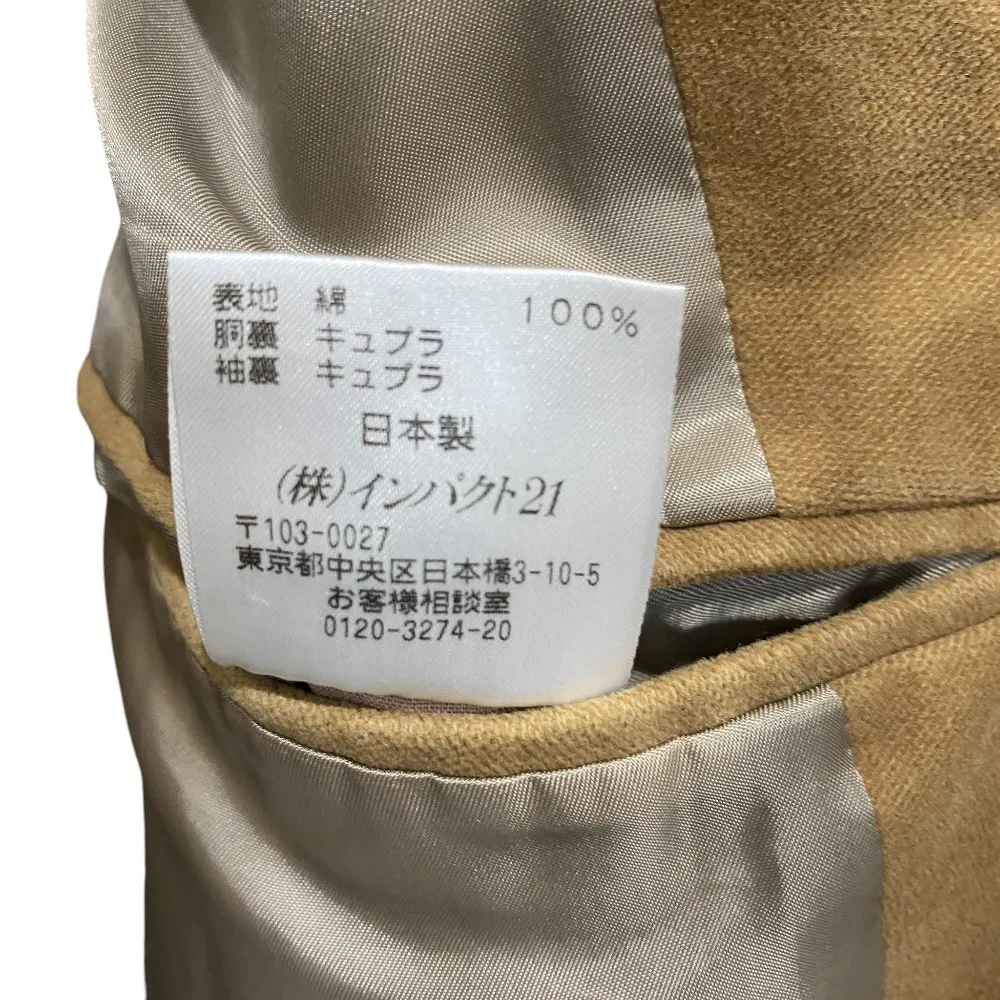 表地 綿 100%
胴裏 キュプラ
袖裏 キュプラ
日本製
(株)インパクト21
〒103-0027
東京都中央区日本橋3-10-5
お客様相談室
0120-3274-20